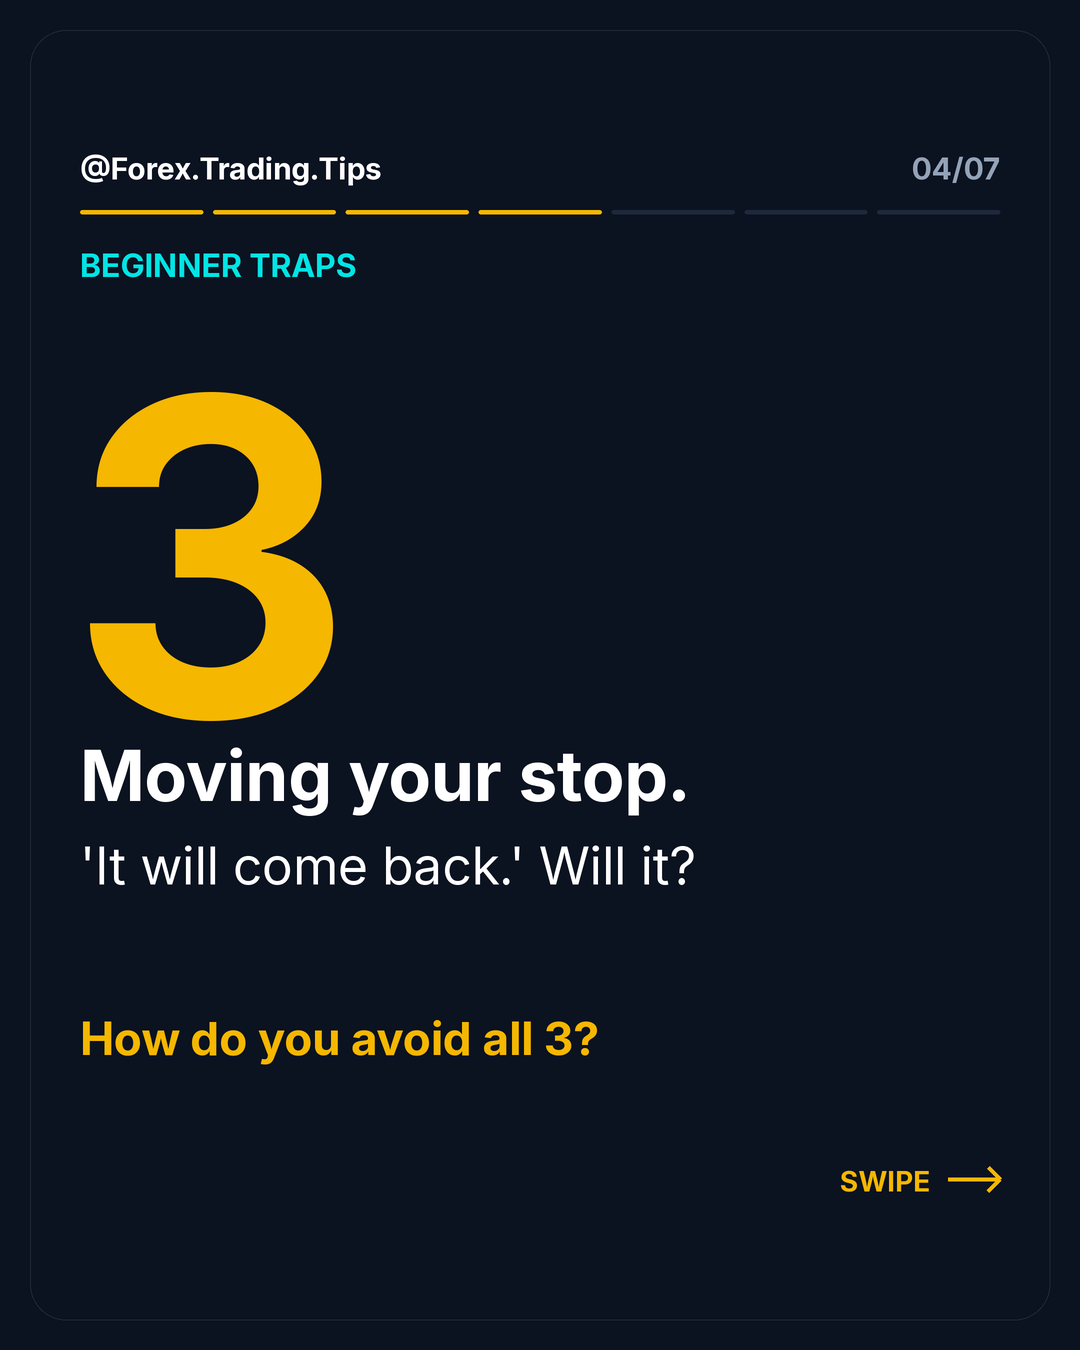 @Forex.Trading.Tips
04/07
BEGINNER TRAPS
3
Moving your stop.
'It will come back.' Will it?
How do you avoid all 3?
SWIPE